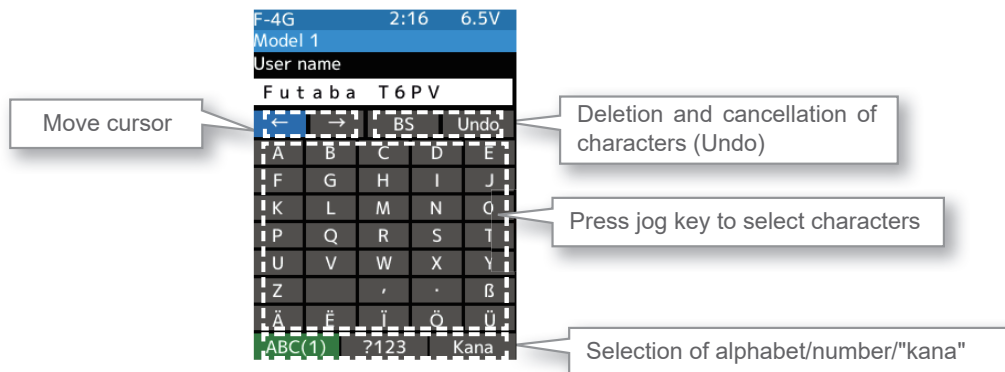 F-4G 2:16 6.5V
Model 1
User name
Futaba T6PV
Move cursor
← → BS Undo
Deletion and cancellation of
characters (Undo)
A B C D E
F G H I J
K L M N O
Press jog key to select characters
P Q R S T
U V W X Y
Z , · ß
Ä Ë Ï Ö Ü
ABC(1) ?123 Kana
Selection of alphabet/number/"kana"